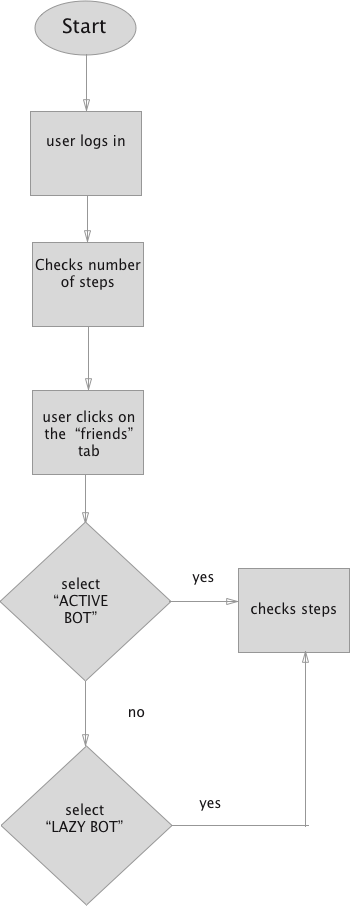 Start
user logs in
Checks number
of steps
user clicks on
the “friends”
tab
select
“ACTIVE
BOT”
yes
checks steps
no
select
“LAZY BOT”
yes